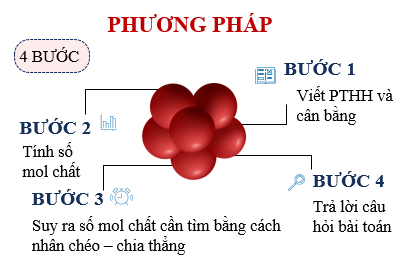 PHƯƠNG PHÁP
4 BƯỚC
BƯỚC 1
Viết PTHH và
cân bằng
BƯỚC 2
Tính số
mol chất
BƯỚC 3
Suy ra số mol chất cần tìm bằng cách
nhân chéo – chia thẳng
BƯỚC 4
Trả lời câu
hỏi bài toán